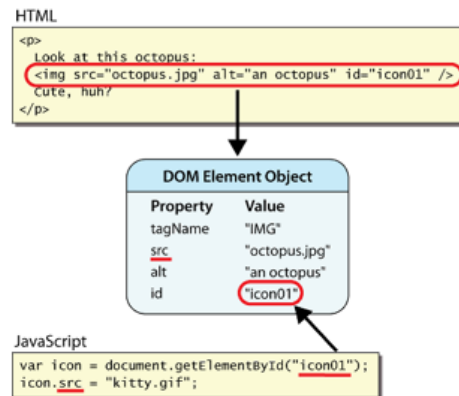 HTML
<p>
Look at this octopus:
<img src="octopus.jpg" alt="an octopus" id="icon01" />
Cute, huh?
</p>
DOM Element Object
Property Value
tagName "IMG"
src "octopus.jpg"
alt "an octopus"
id "icon01"
JavaScript
var icon = document.getElementById("icon01");
icon.src = "kitty.gif";